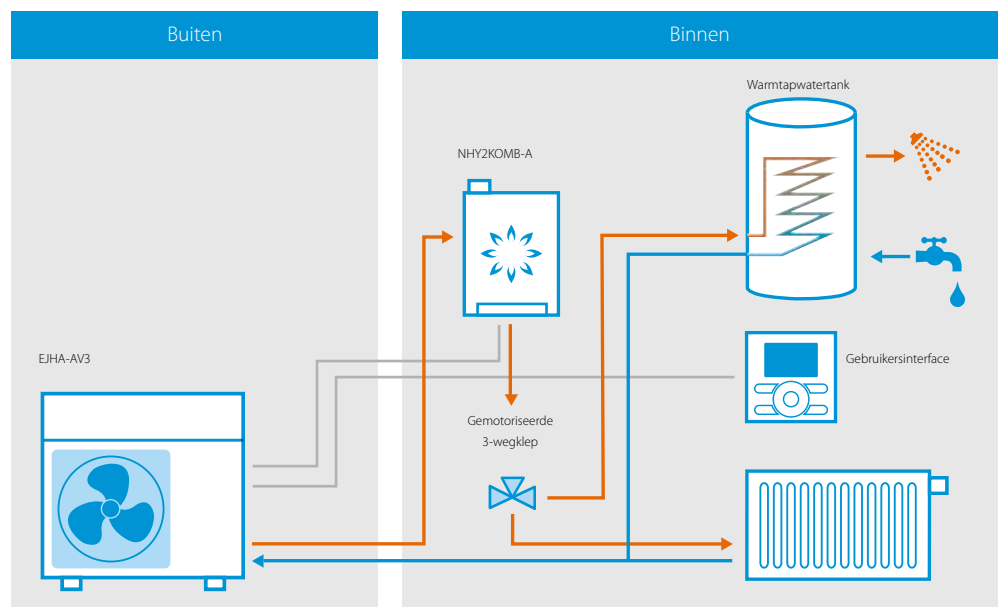 Buiten
Binnen
Warmtapwatertank
NHY2KOMB-A
EJHA-AV3
Gebruikersinterface
Gemotoriseerde
3-wegklep